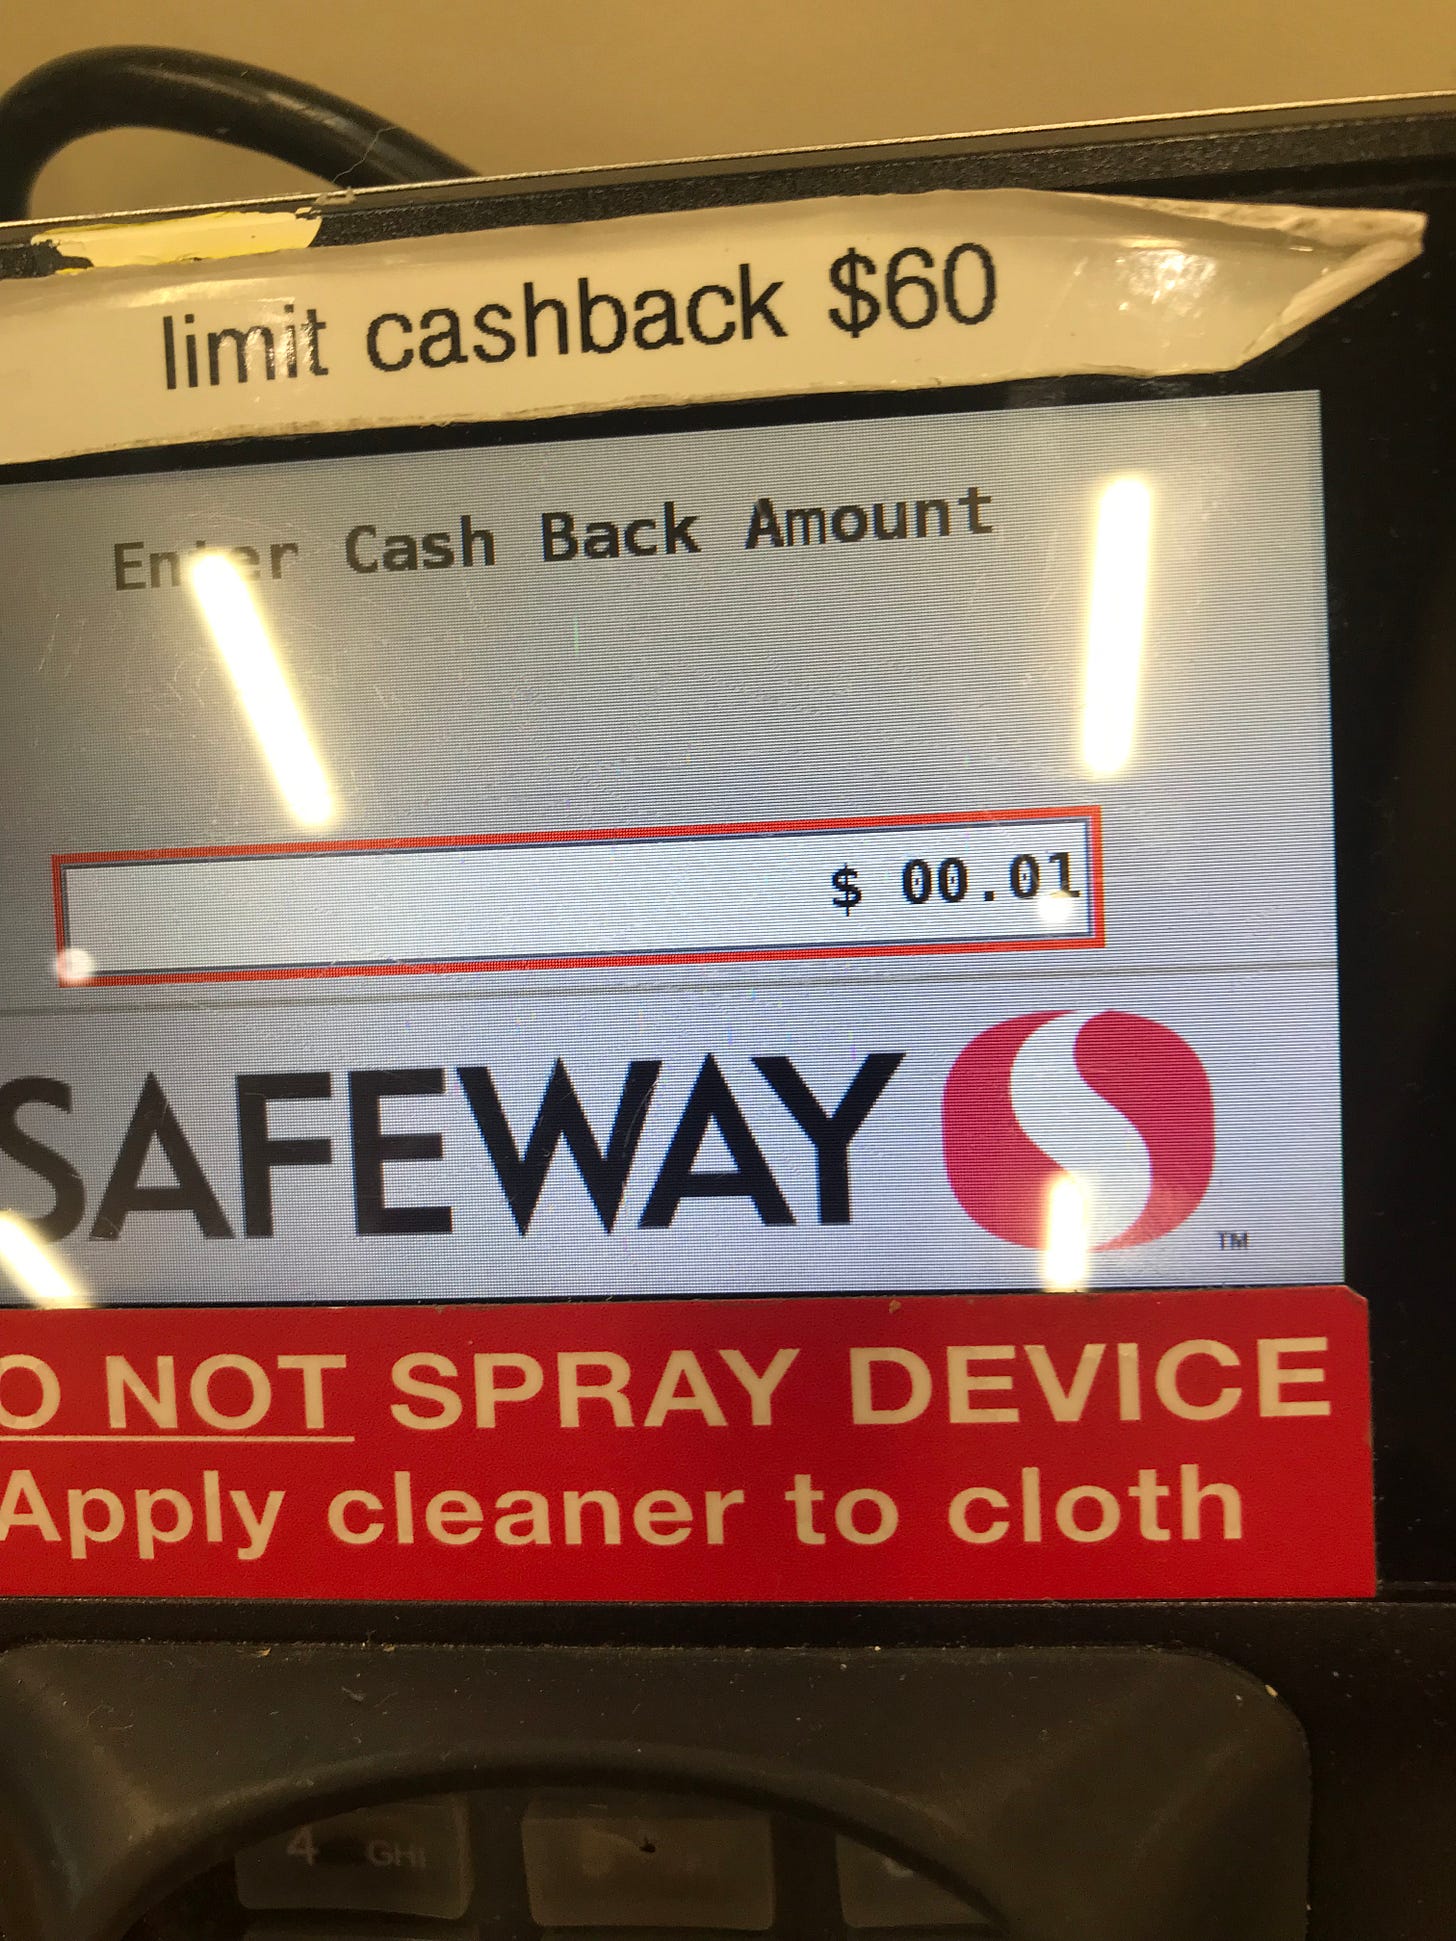 limit cashback $60
Enter Cash Back Amount
$ 00.01
SAFEWAY
TM
O NOT SPRAY DEVICE
Apply cleaner to cloth
4 GHI